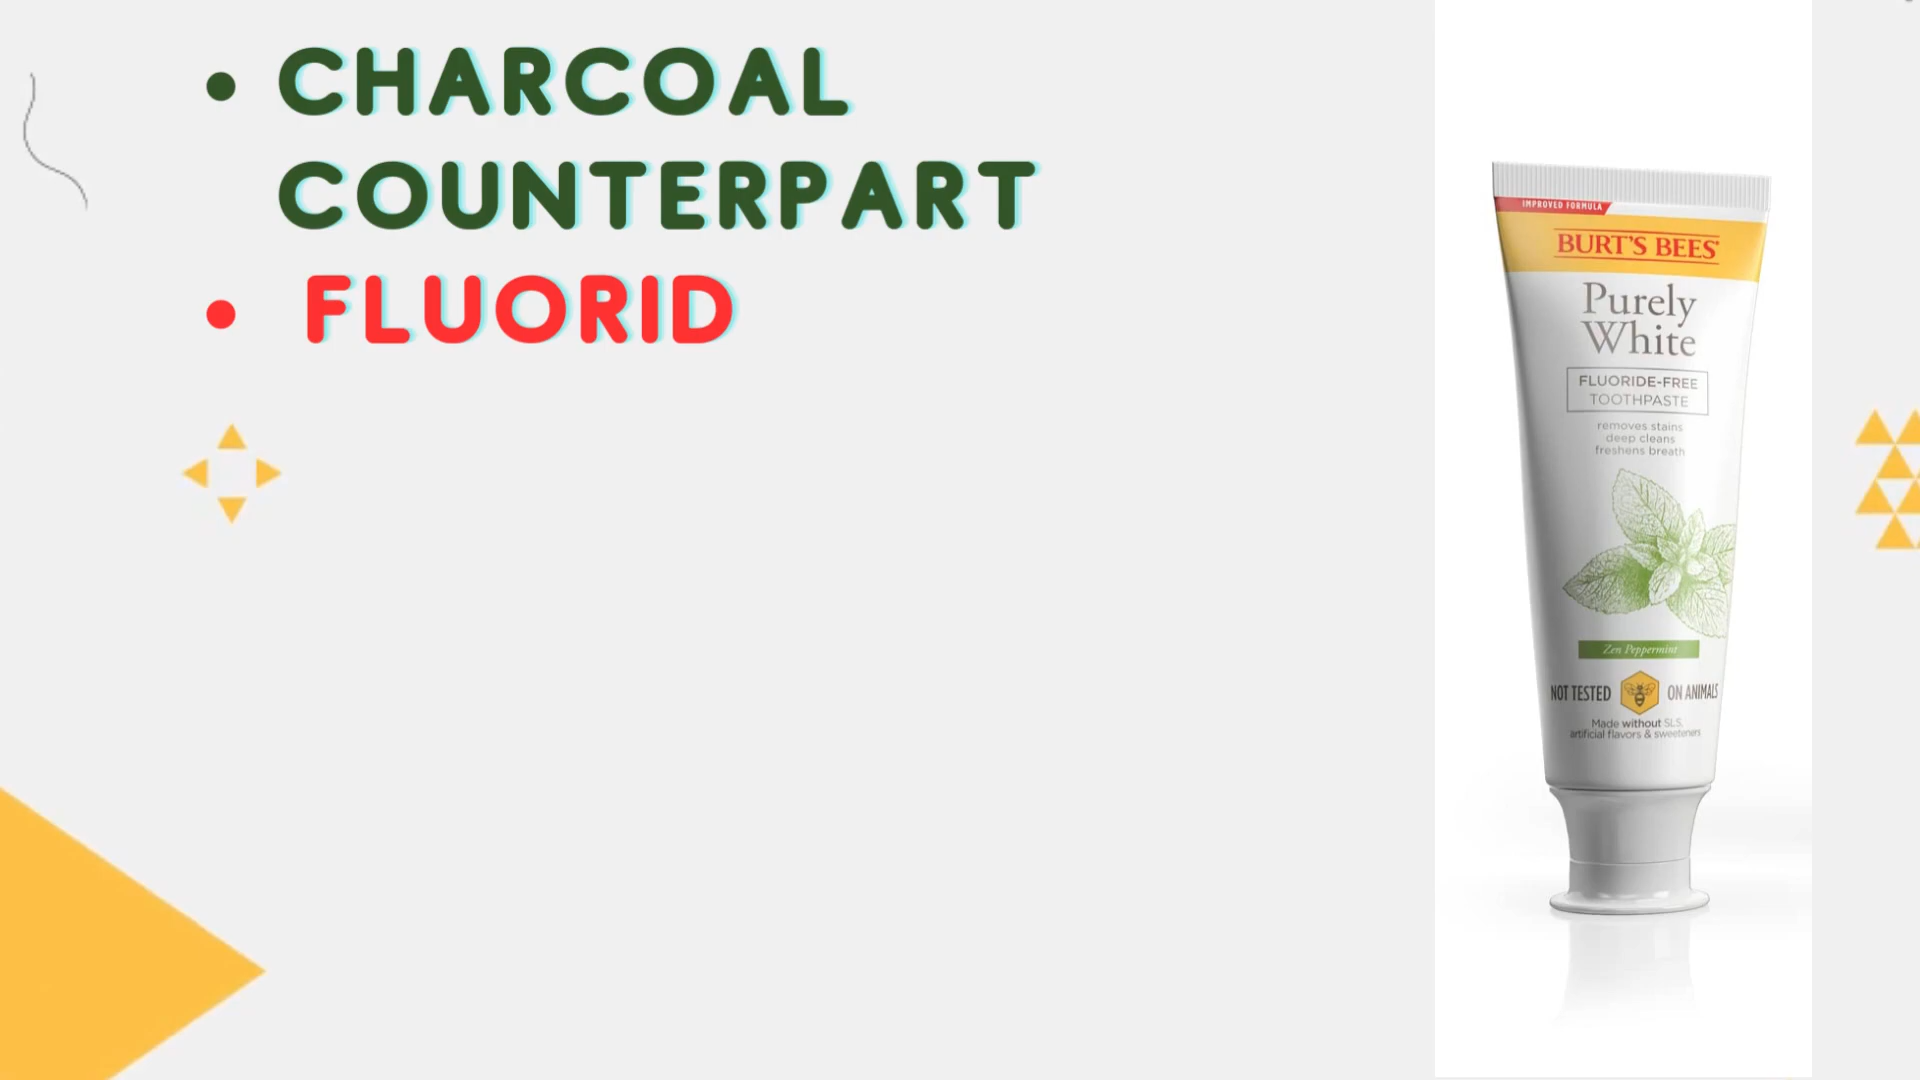 • CHARCOAL
COUNTERPART
• FLUORID
IMPROVED FORMULA
BURT'S BEES®
Purely
White
FLUORIDE-FREE
TOOTHPASTE
removes stains
deep cleans
freshens breath
Zen Peppermint
NOT TESTED ON ANIMALS
Made without SLS,
artificial flavors & sweeteners